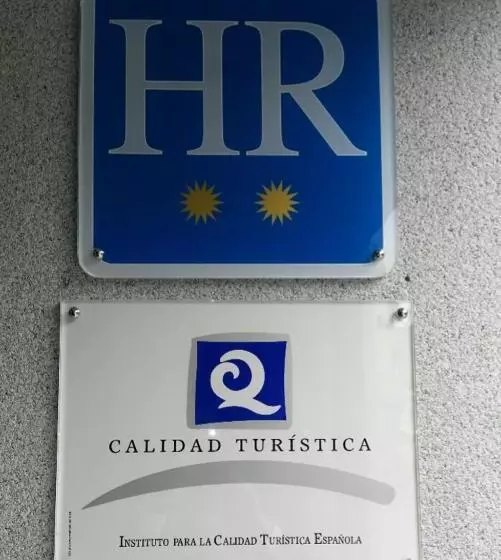 HR
Q
CALIDAD TURÍSTICA
INSTITUTO PARA LA CALIDAD TURÍSTICA ESPAÑOLA